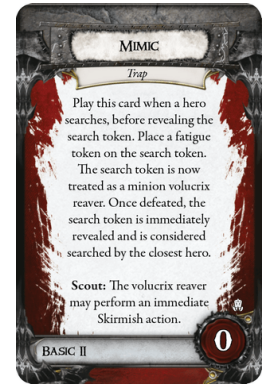 Mimic
Trap
Play this card when a hero
searches, before revealing the
search token. Place a fatigue
token on the search token.
The search token is now
treated as a minion volucrix
reaver. Once defeated, the
search token is immediately
revealed and is considered
searched by the closest hero.
Scout: The volucrix reaver
may perform an immediate
Skirmish action.
Basic II
0